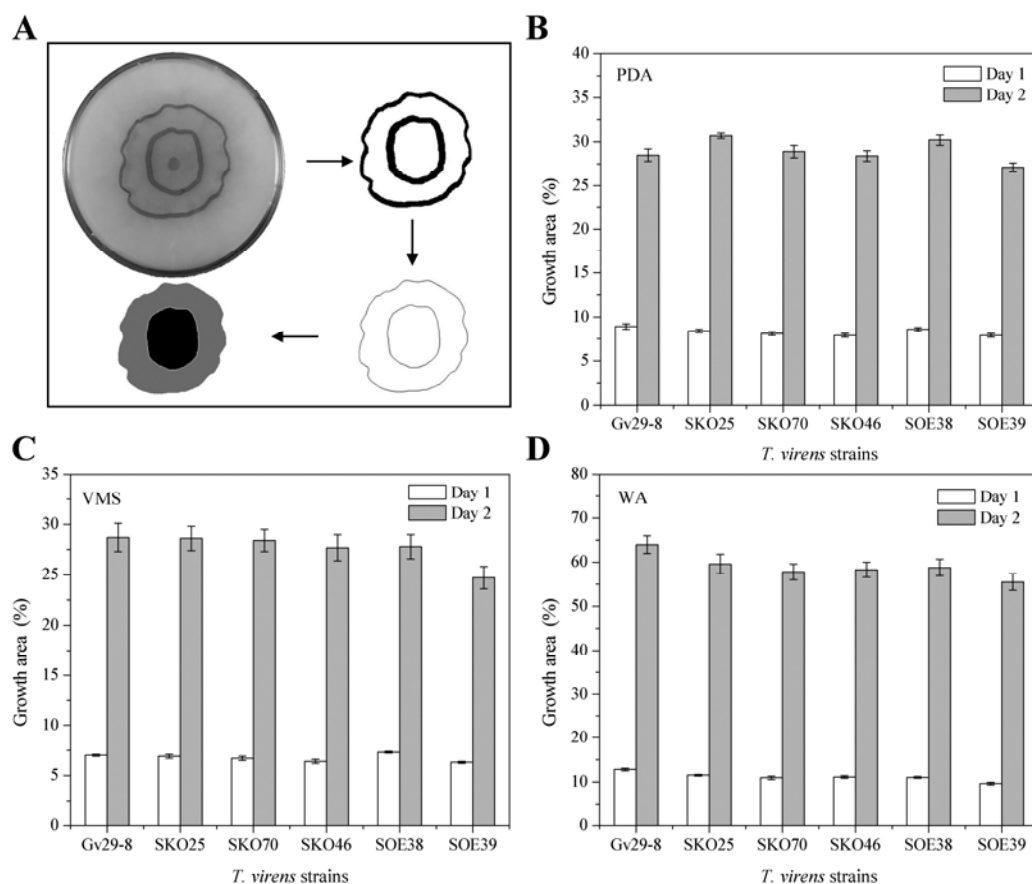 A
B
PDA
Day 1
Day 2
40
35
30
25
20
15
10
5
0
Growth area (%)
Gv29-8 SKO25 SKO70 SKO46 SOE38 SOE39
T. virens strains
C
VMS
Day 1
Day 2
35
30
25
20
15
10
5
0
Growth area (%)
Gv29-8 SKO25 SKO70 SKO46 SOE38 SOE39
T. virens strains
D
WA
Day 1
Day 2
80
70
60
50
40
30
20
10
0
Growth area (%)
Gv29-8 SKO25 SKO70 SKO46 SOE38 SOE39
T. virens strains